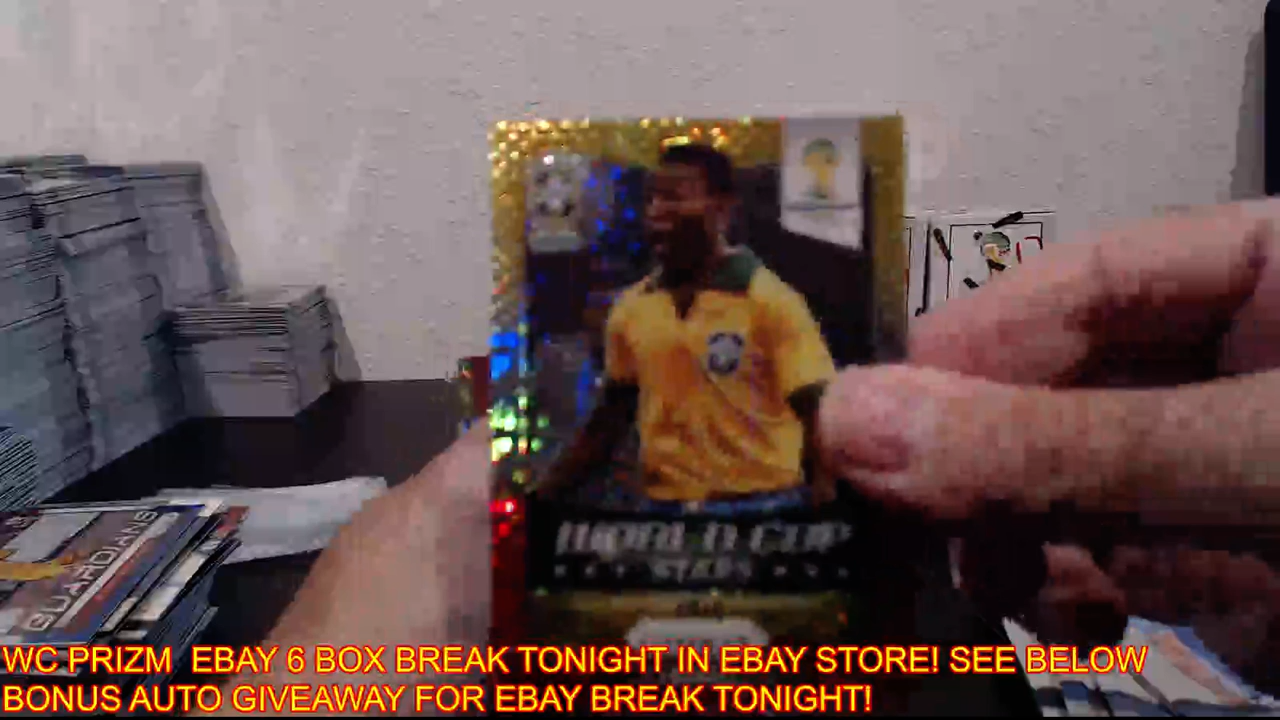 WORLD CUP
STARS
GUARDIANS
WC PRIZM EBAY 6 BOX BREAK TONIGHT IN EBAY STORE! SEE BELOW
BONUS AUTO GIVEAWAY FOR EBAY BREAK TONIGHT!